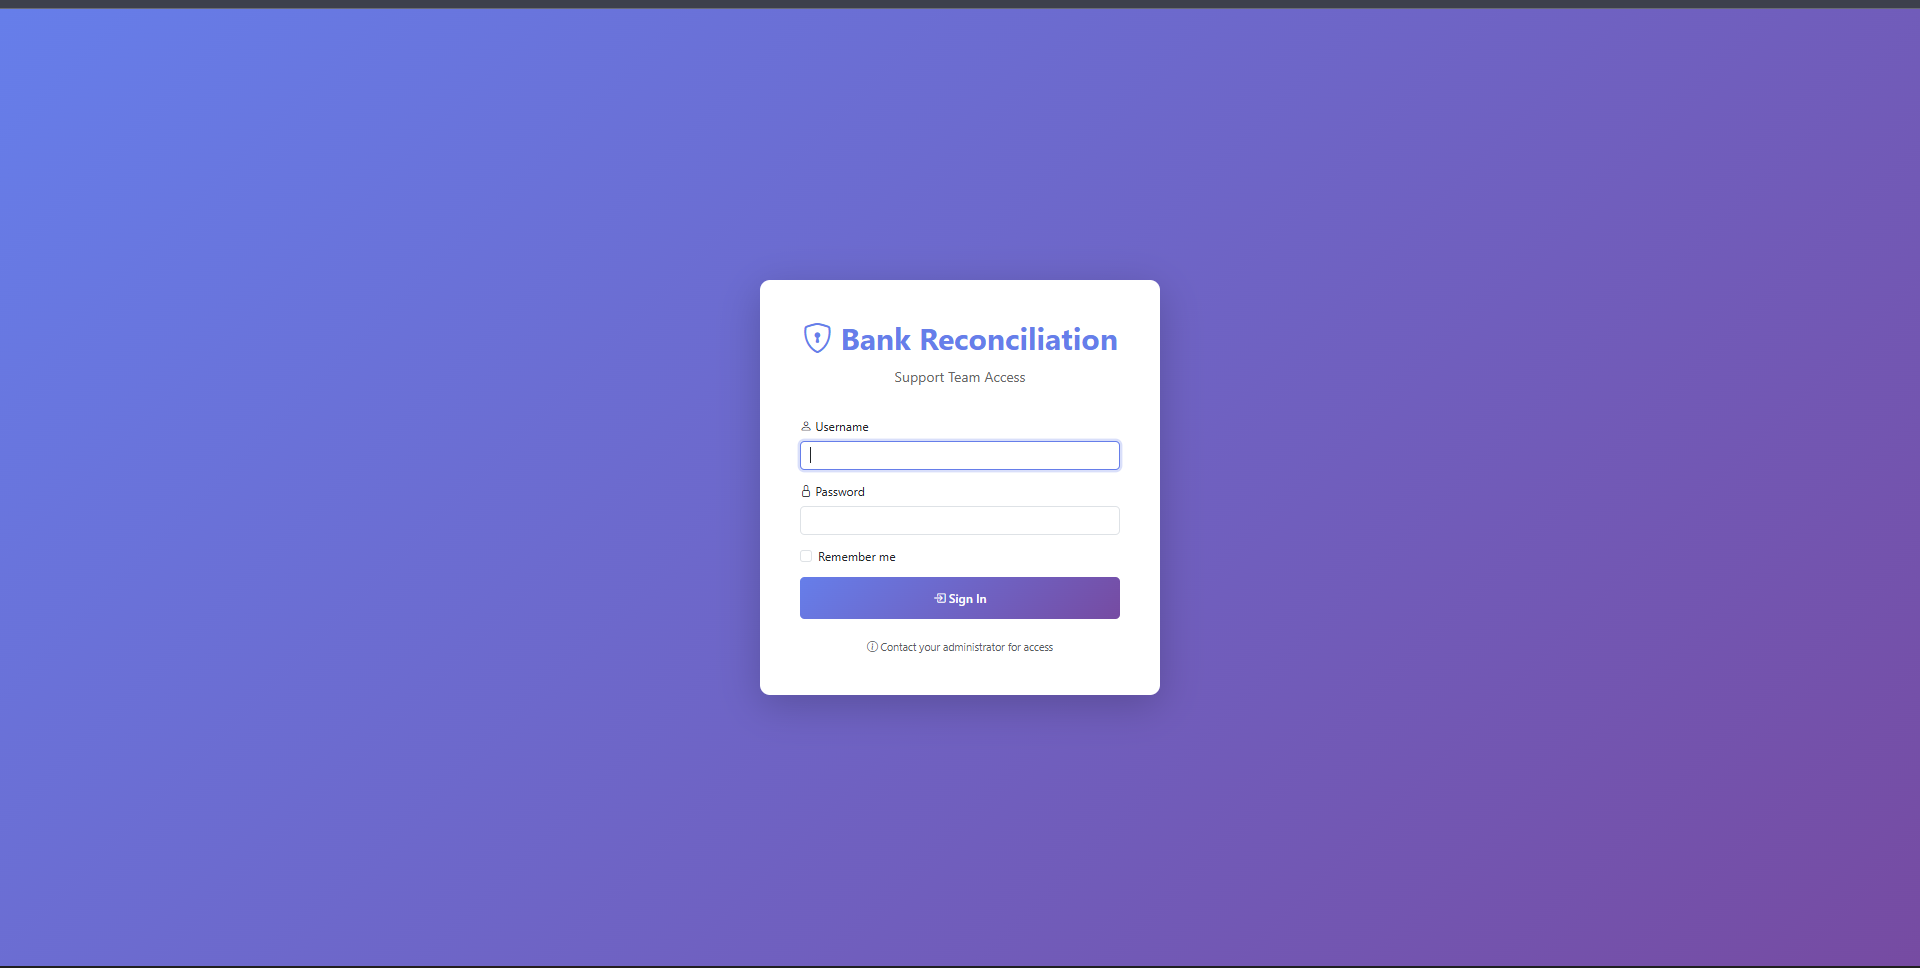 Bank Reconciliation
Support Team Access
Username
Password
Remember me
Sign In
Contact your administrator for access